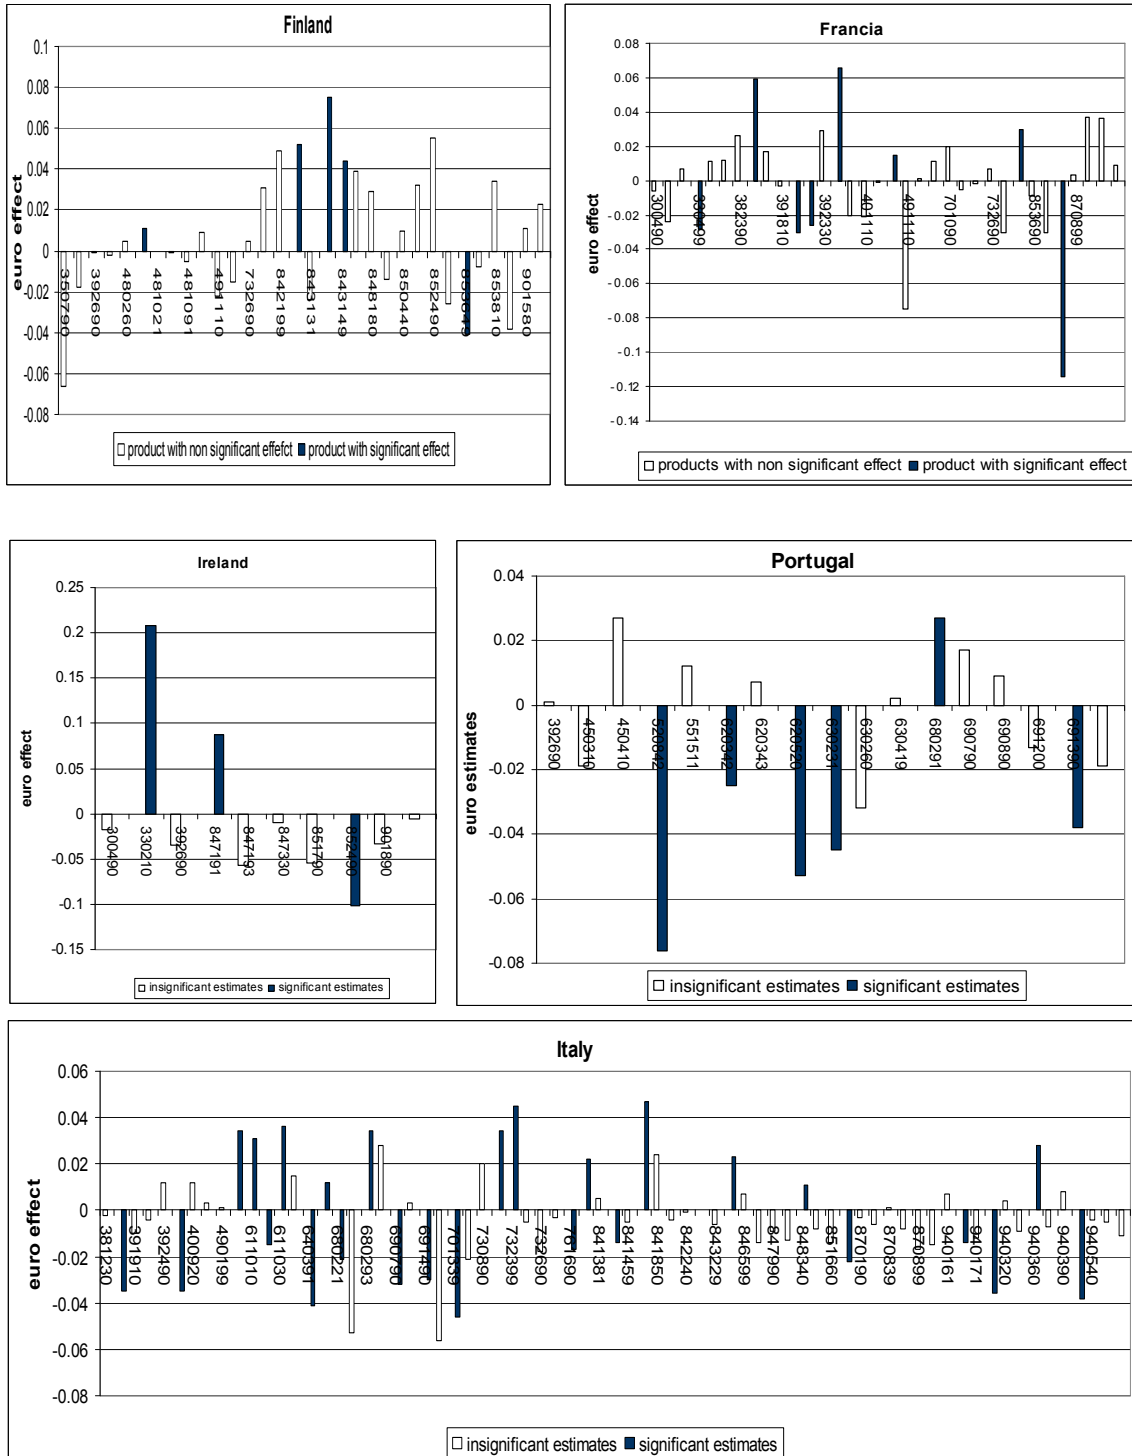 Finland
euro effect
0.1
0.08
0.06
0.04
0.02
0
-0.02
-0.04
-0.06
-0.08
350790 392690 480260 481021 481091 491110 732690 842199 843131 843149 848180 850440 852490 853810 901580
product with non significant effefct product with significant effect
Francia
euro effect
0.08
0.06
0.04
0.02
0
-0.02
-0.04
-0.06
-0.08
-0.1
-0.12
-0.14
300490 382390 391810 392330 401110 491110 701090 732690 853690 870899
products with non significant effect product with significant effect
Ireland
euro effect
0.25
0.2
0.15
0.1
0.05
0
-0.05
-0.1
-0.15
300490 330210 392690 847191 847193 847330 851790 852490 901890
insignificant estimates significant estimates
Portugal
euro estimates
0.04
0.02
0
-0.02
-0.04
-0.06
-0.08
392690 450310 450410 520842 551511 620342 620343 620520 630231 630260 630419 680291 690790 690890 691200 691390
insignificant estimates significant estimates
Italy
euro effect
0.06
0.04
0.02
0
-0.02
-0.04
-0.06
-0.08
381230 391910 392490 400920 490199 611010 611030 640391 680221 680293 690790 691490 701339 730890 732399 732690 761690 841381 841459 841850 842240 843229 846599 847990 848340 851660 870190 870839 870899 940161 940171 940320 940360 940390 940540
insignificant estimates significant estimates